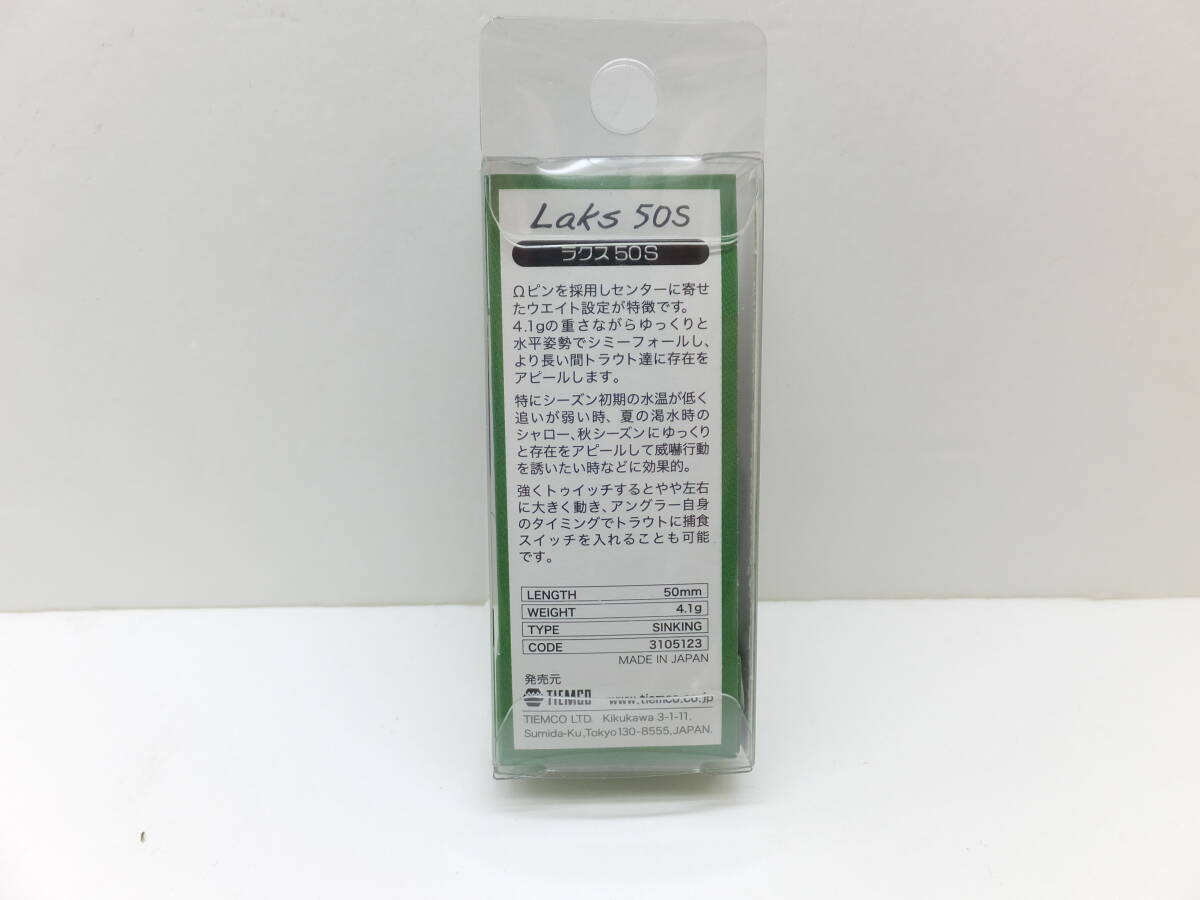 Laks 50S
ラクス50S
Ωピンを採用しセンターに寄せ
たウエイト設定が特徴です。
4.1gの重さながらゆっくりと
水平姿勢でシミーフォールし、
より長い間トラウト達に存在を
アピールします。
特にシーズン初期の水温が低く
追いが弱い時、夏の渇水時の
シャロー、秋シーズンにゆっくり
と存在をアピールして威嚇行動
を誘いたい時などに効果的。
強くトゥイッチするとやや左右
に大きく動き、アングラー自身
のタイミングでトラウトに捕食
スイッチを入れることも可能
です。
LENGTH 50mm
WEIGHT 4.1g
TYPE SINKING
CODE 3105123
MADE IN JAPAN
発売元
TIEMCO www.tiemco.co.jp
TIEMCO LTD. Kikukawa 3-1-11,
Sumida-Ku,Tokyo130-8555,JAPAN.